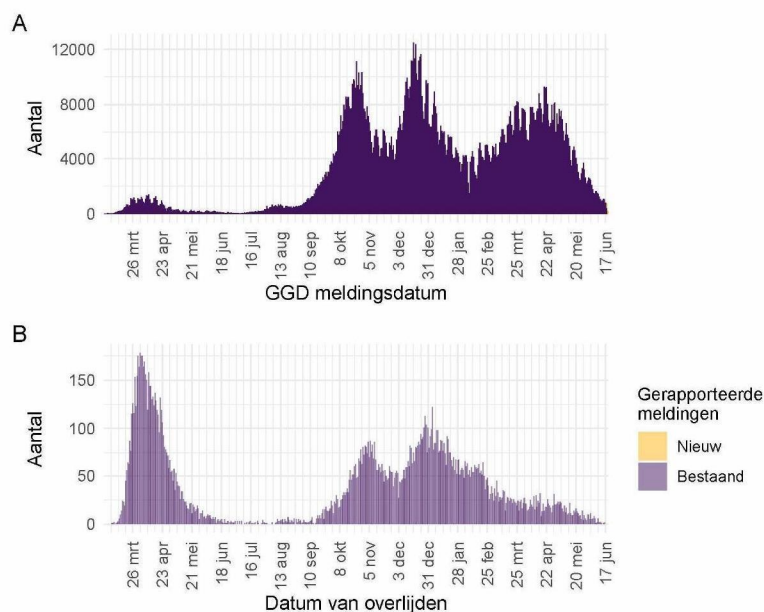 A
12000
8000
4000
0
Aantal
26 mrt
23 apr
21 mei
18 jun
16 jul
13 aug
10 sep
8 okt
5 nov
3 dec
31 dec
28 jan
25 feb
25 mrt
22 apr
20 mei
17 jun
GGD meldingsdatum
B
150
100
50
0
Aantal
26 mrt
23 apr
21 mei
18 jun
16 jul
13 aug
10 sep
8 okt
5 nov
3 dec
31 dec
28 jan
25 feb
25 mrt
22 apr
20 mei
17 jun
Datum van overlijden
Gerapporteerde
meldingen
Nieuw
Bestaand